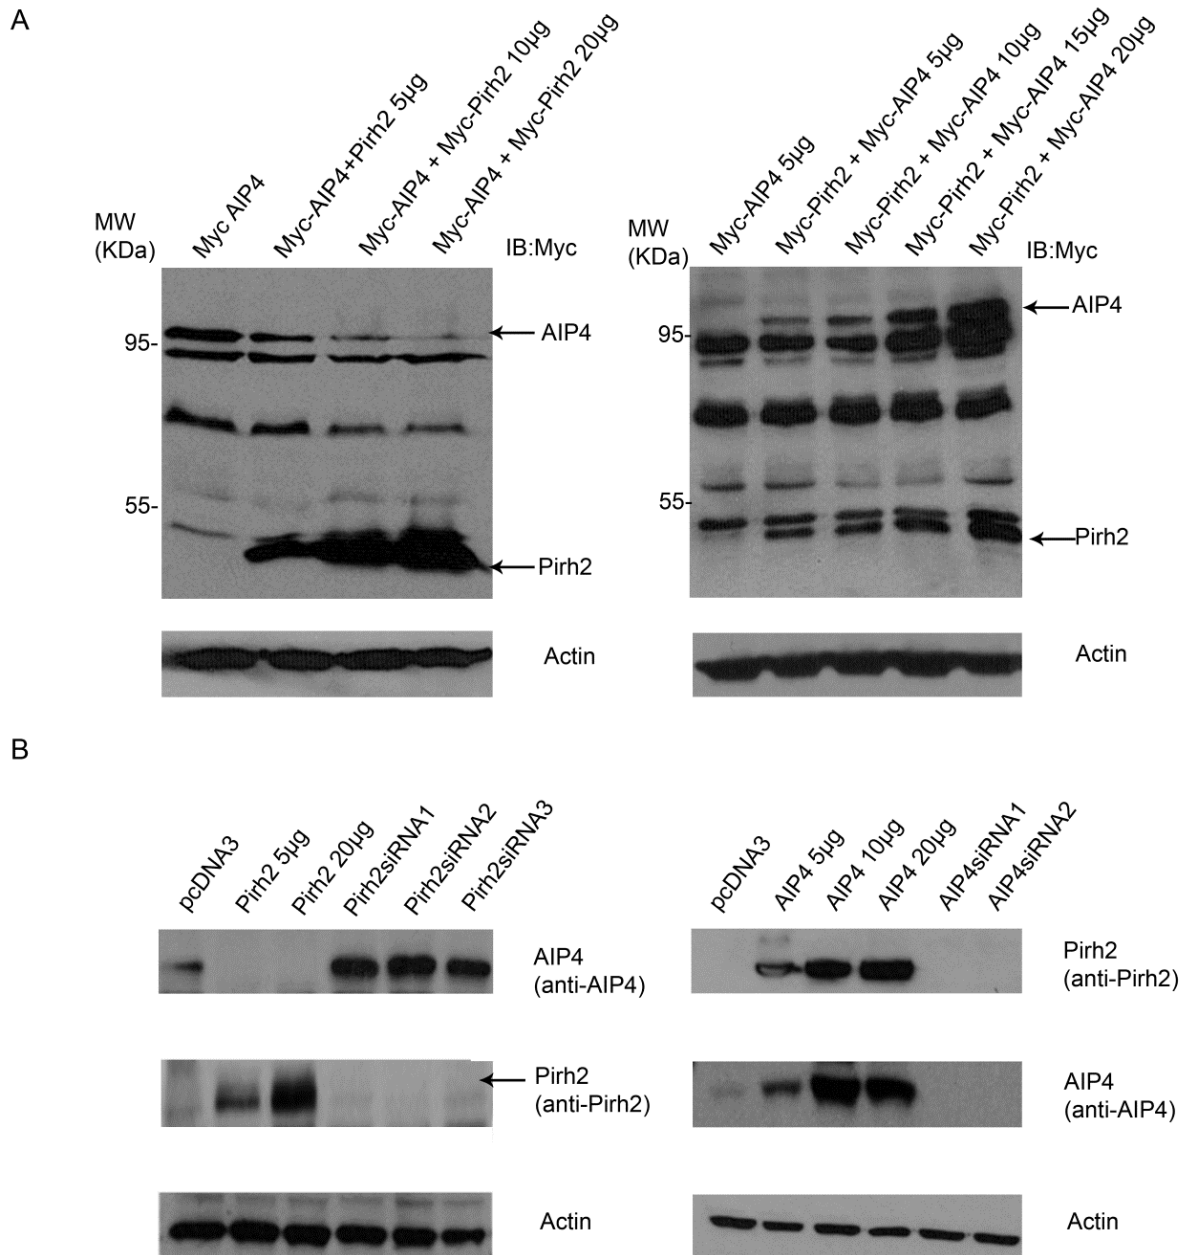 A
Myc AIP4
Myc-AIP4+Pirh2 5µg
Myc-AIP4 + Myc-Pirh2 10µg
Myc-AIP4 + Myc-Pirh2 20µg
MW
(KDa)
IB:Myc
95-
AIP4
55-
Pirh2
Actin
Myc-AIP4 5µg
Myc-Pirh2 + Myc-AIP4 5µg
Myc-Pirh2 + Myc-AIP4 10µg
Myc-Pirh2 + Myc-AIP4 15µg
Myc-Pirh2 + Myc-AIP4 20µg
MW
(KDa)
IB:Myc
AIP4
95-
55-
Pirh2
Actin
B
pcDNA3
Pirh2 5µg
Pirh2 20µg
Pirh2siRNA1
Pirh2siRNA2
Pirh2siRNA3
AIP4
(anti-AIP4)
Pirh2
(anti-Pirh2)
Actin
pcDNA3
AIP4 5µg
AIP4 10µg
AIP4 20µg
AIP4siRNA1
AIP4siRNA2
Pirh2
(anti-Pirh2)
AIP4
(anti-AIP4)
Actin